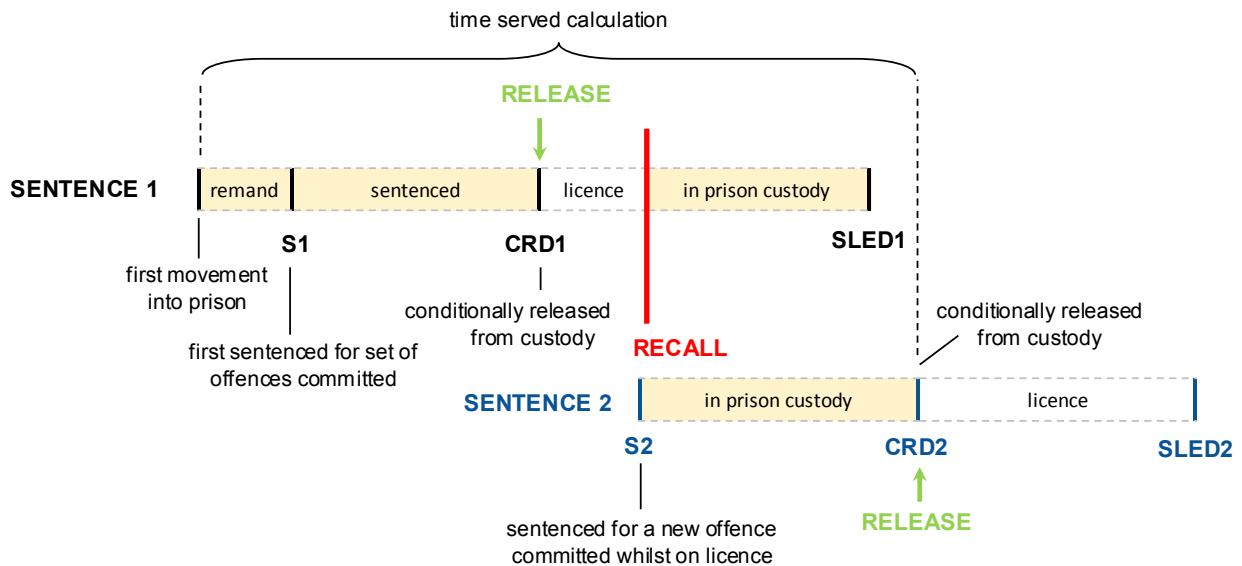 time served calculation
RELEASE
SENTENCE 1
remand
sentenced
licence
in prison custody
S1
CRD1
SLED1
first movement
into prison
conditionally released
from custody
conditionally released
from custody
first sentenced for set of
offences committed
RECALL
SENTENCE 2
in prison custody
licence
S2
CRD2
SLED2
RELEASE
sentenced for a new offence
committed whilst on licence